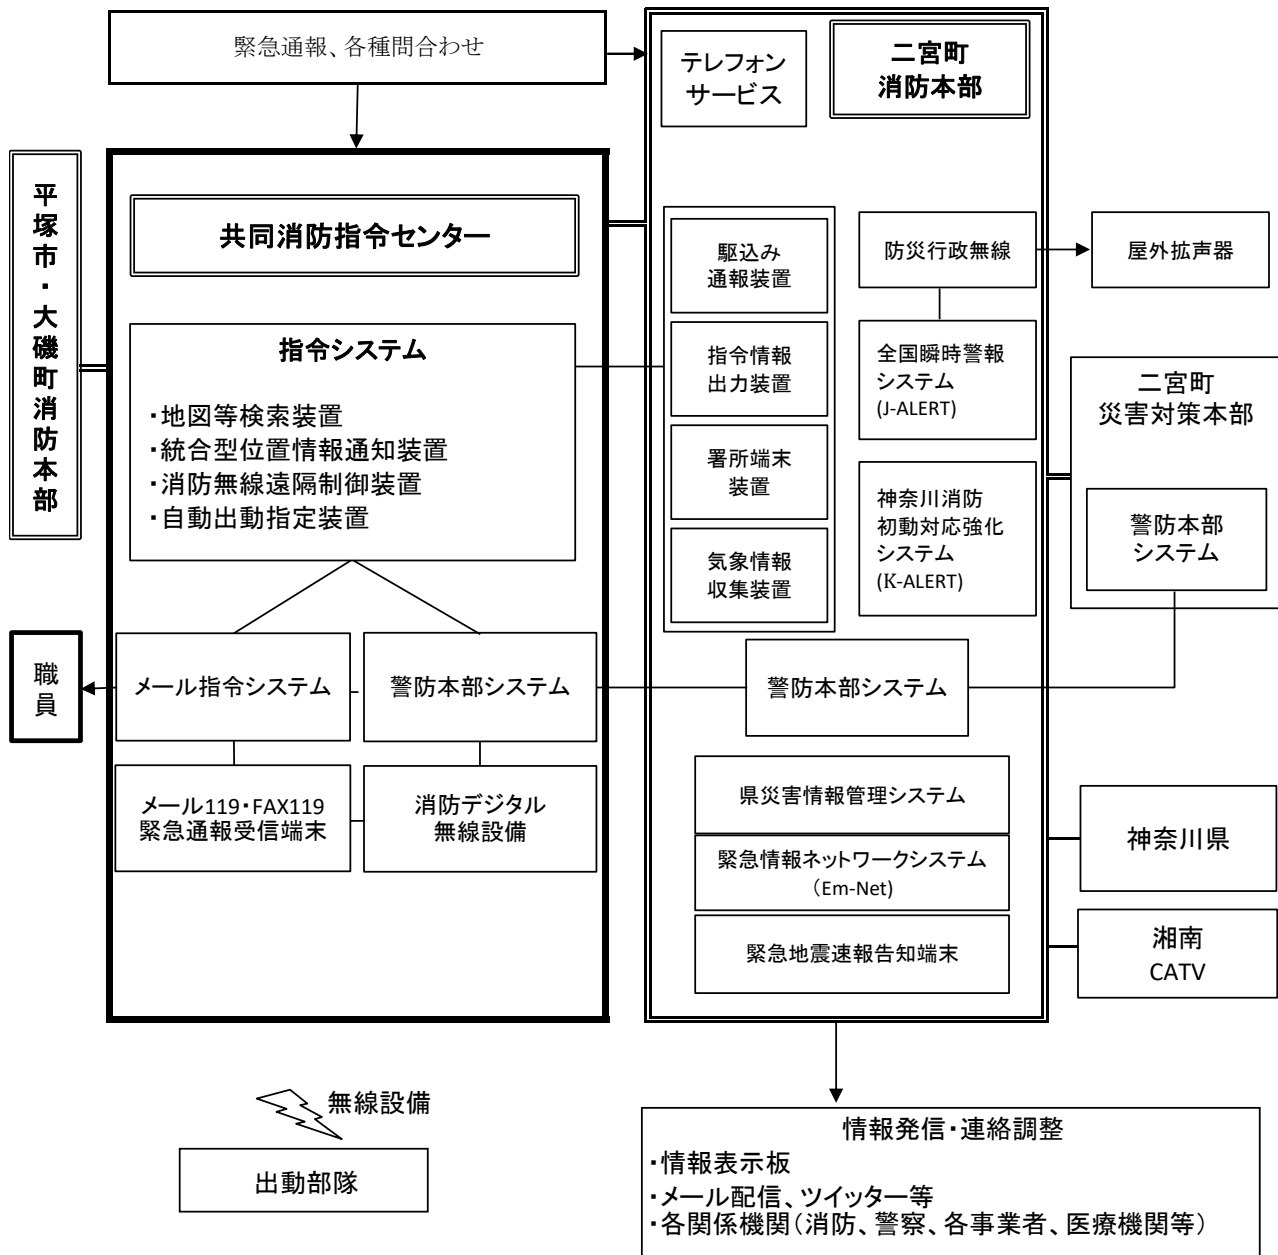 緊急通報、各種問合わせ
テレフォン
サービス
二宮町
消防本部
平塚市・大磯町消防本部
共同消防指令センター
指令システム
・地図等検索装置
・統合型位置情報通知装置
・消防無線遠隔制御装置
・自動出動指定装置
駆込み
通報装置
指令情報
出力装置
署所端末
装置
気象情報
収集装置
防災行政無線
屋外拡声器
全国瞬時警報
システム
(J-ALERT)
神奈川消防
初動対応強化
システム
(K-ALERT)
二宮町
災害対策本部
警防本部
システム
職員
メール指令システム
警防本部システム
警防本部システム
メール119・FAX119
緊急通報受信端末
消防デジタル
無線設備
県災害情報管理システム
緊急情報ネットワークシステム
（Em-Net)
緊急地震速報告知端末
神奈川県
湘南
CATV
無線設備
出動部隊
情報発信・連絡調整
・情報表示板
・メール配信、ツイッター等
・各関係機関（消防、警察、各事業者、医療機関等）